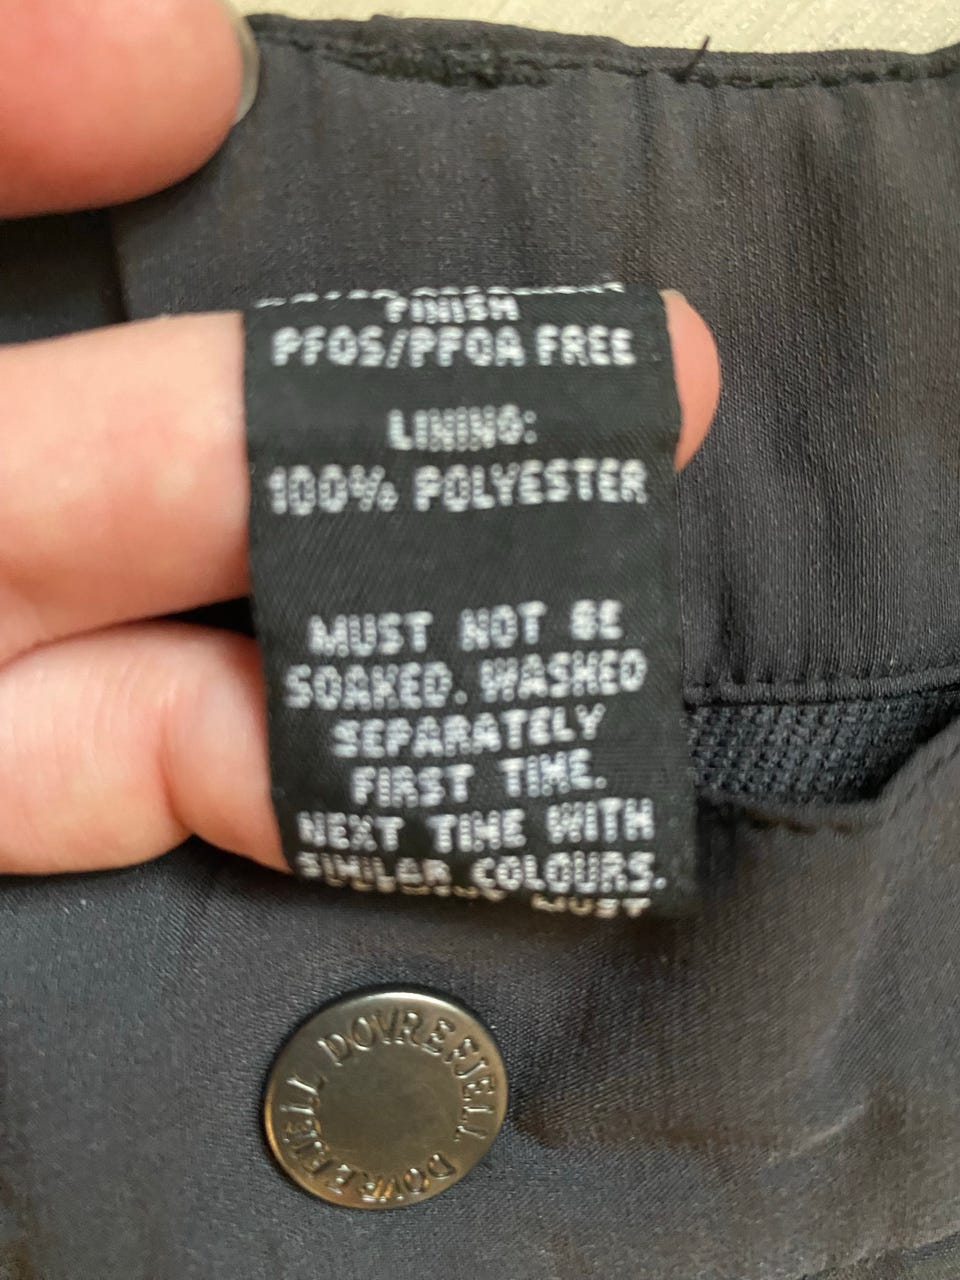 FINISH
PFOS/PFOA FREE
LINING:
100% POLYESTER
MUST NOT BE
SOAKED. WASHED
SEPARATELY
FIRST TIME.
NEXT TIME WITH
SIMILAR COLOURS.
MUST
DOVREFJELL DOVREFJELL